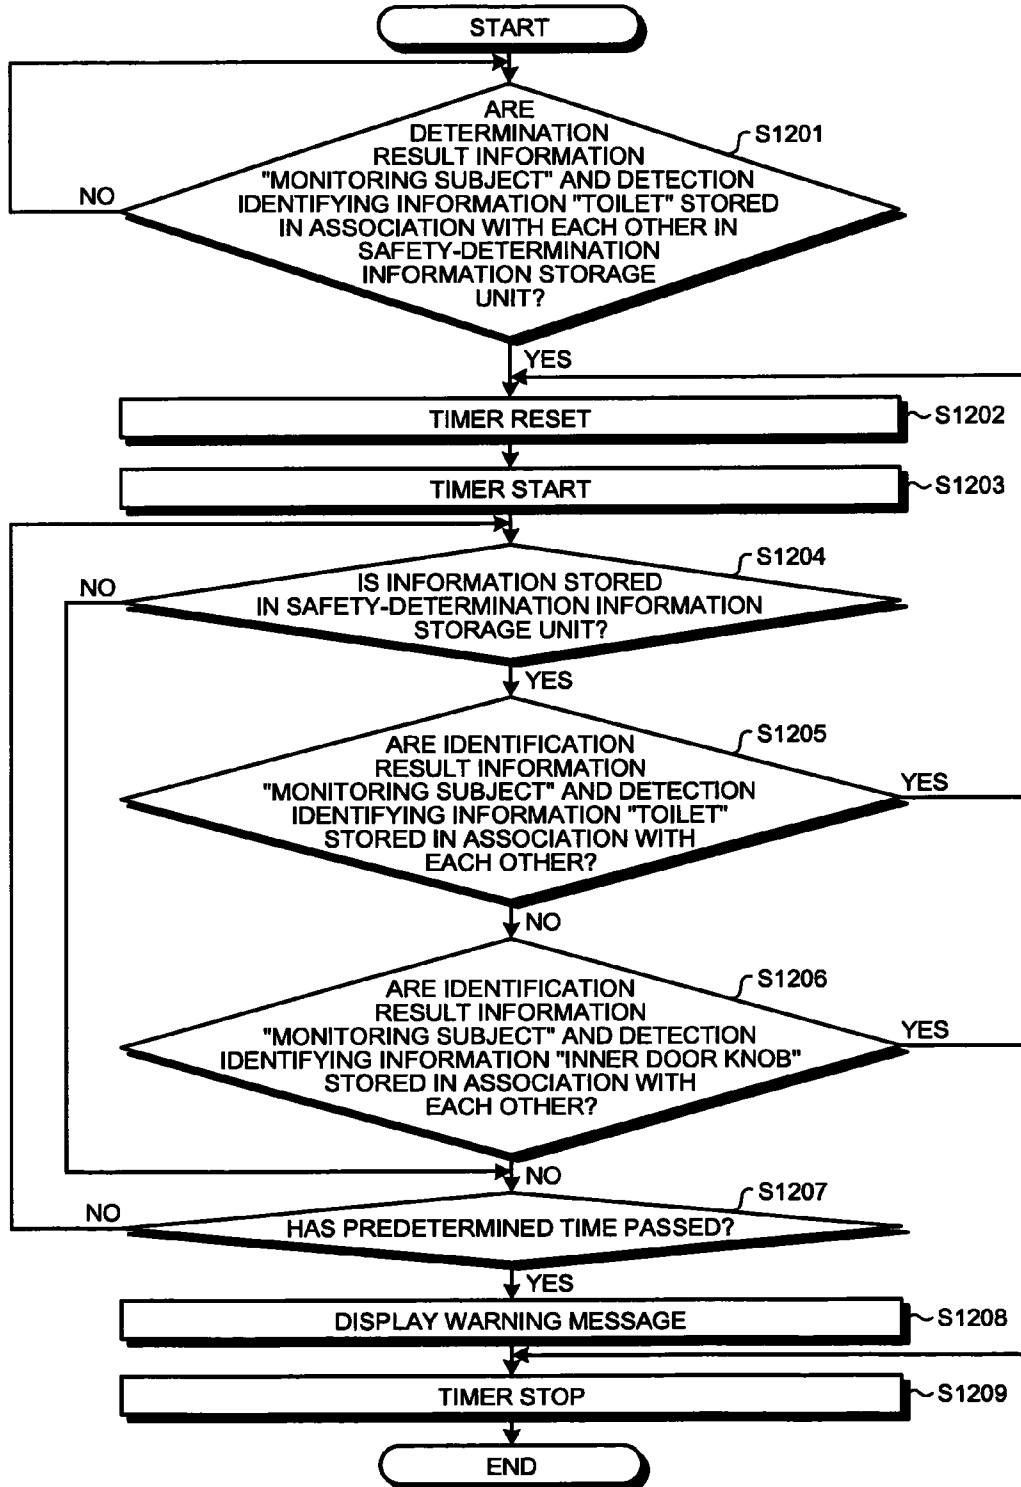 START
ARE
DETERMINATION
RESULT INFORMATION
"MONITORING SUBJECT" AND DETECTION
IDENTIFYING INFORMATION "TOILET" STORED
IN ASSOCIATION WITH EACH OTHER IN
SAFETY-DETERMINATION
INFORMATION STORAGE
UNIT?
S1201
NO
YES
TIMER RESET
S1202
TIMER START
S1203
IS INFORMATION STORED
IN SAFETY-DETERMINATION INFORMATION
STORAGE UNIT?
S1204
NO
YES
ARE IDENTIFICATION
RESULT INFORMATION
"MONITORING SUBJECT" AND DETECTION
IDENTIFYING INFORMATION "TOILET"
STORED IN ASSOCIATION WITH
EACH OTHER?
S1205
YES
NO
ARE IDENTIFICATION
RESULT INFORMATION
"MONITORING SUBJECT" AND DETECTION
IDENTIFYING INFORMATION "INNER DOOR KNOB"
STORED IN ASSOCIATION WITH
EACH OTHER?
S1206
YES
NO
HAS PREDETERMINED TIME PASSED?
S1207
NO
YES
DISPLAY WARNING MESSAGE
S1208
TIMER STOP
S1209
END